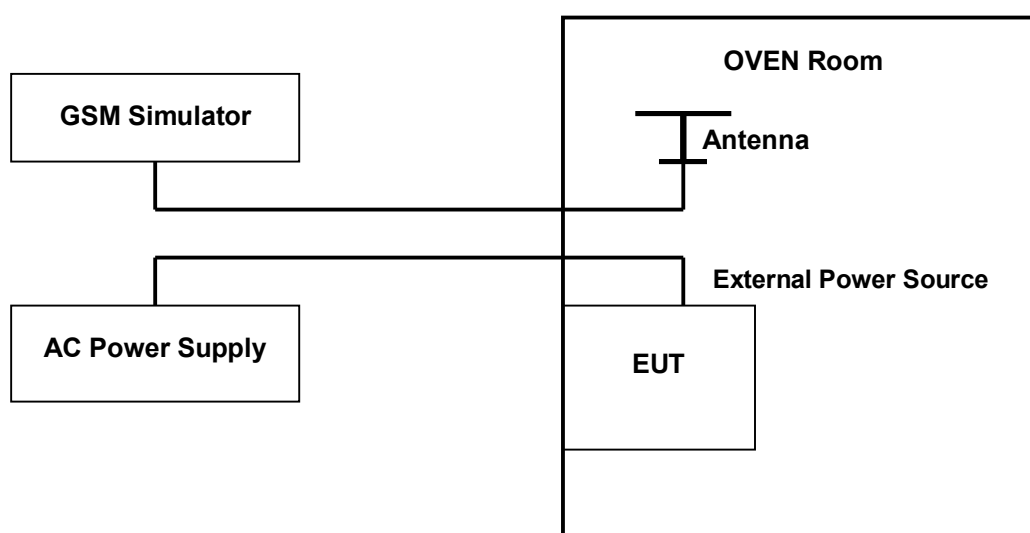 OVEN Room
GSM Simulator
Antenna
External Power Source
AC Power Supply
EUT